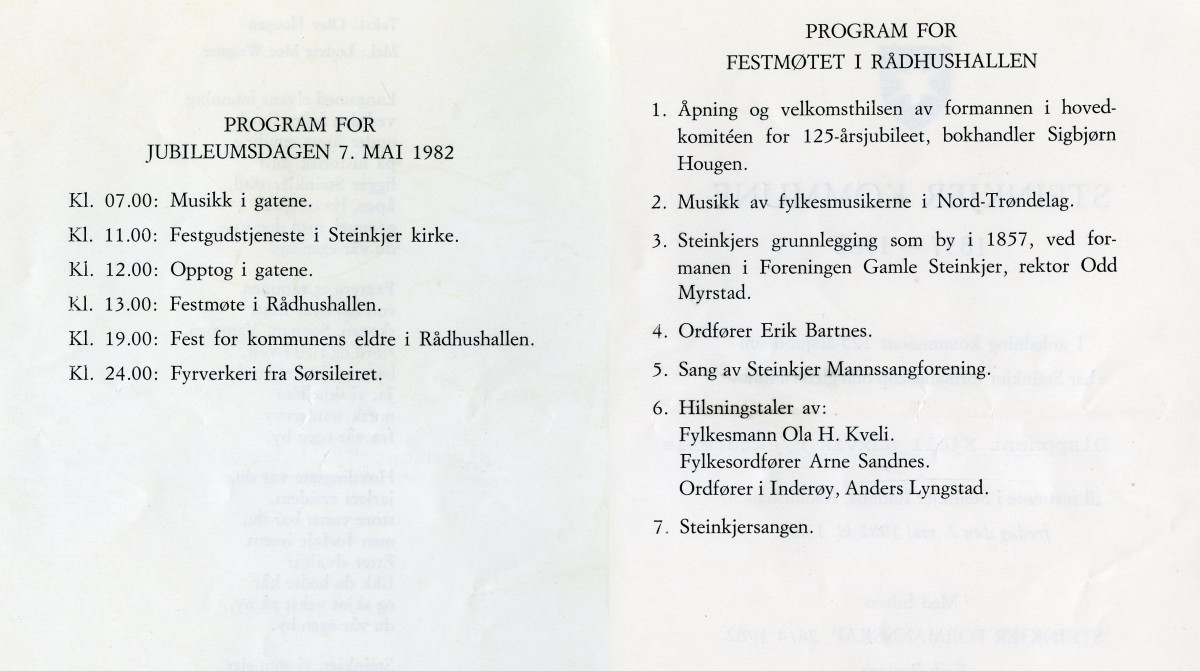 PROGRAM FOR
JUBILEUMSDAGEN 7. MAI 1982
Kl. 07.00: Musikk i gatene.
Kl. 11.00: Festgudstjeneste i Steinkjer kirke.
Kl. 12.00: Opptog i gatene.
Kl. 13.00: Festmøte i Rådhushallen.
Kl. 19.00: Fest for kommunens eldre i Rådhushallen.
Kl. 24.00: Fyrverkeri fra Sørsileiret.
PROGRAM FOR
FESTMØTET I RÅDHUSHALLEN
1. Åpning og velkomsthilsen av formannen i hoved-
komitéen for 125-årsjubileet, bokhandler Sigbjørn
Hougen.
2. Musikk av fylkesmusikerne i Nord-Trøndelag.
3. Steinkjers grunnlegging som by i 1857, ved for-
manen i Foreningen Gamle Steinkjer, rektor Odd
Myrstad.
4. Ordfører Erik Bartnes.
5. Sang av Steinkjer Mannssangforening.
6. Hilsningstaler av:
Fylkesmann Ola H. Kveli.
Fylkesordfører Arne Sandnes.
Ordfører i Inderøy, Anders Lyngstad.
7. Steinkjersangen.